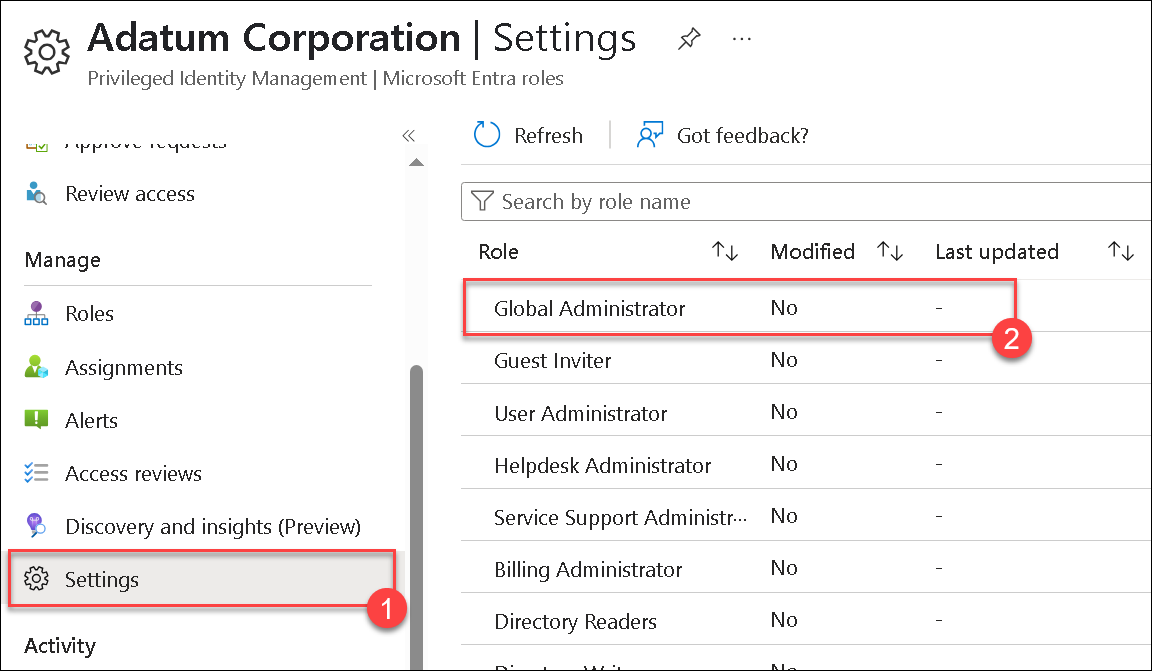 Adatum Corporation | Settings ...
Privileged Identity Management | Microsoft Entra roles
«
Approve requests
Review access
Manage
Roles
Assignments
Alerts
Access reviews
Discovery and insights (Preview)
Settings
1
Activity
Refresh | Got feedback?
Search by role name
Role ↑↓ Modified ↑↓ Last updated ↑↓
Global Administrator No -
2
Guest Inviter No -
User Administrator No -
Helpdesk Administrator No -
Service Support Administr... No -
Billing Administrator No -
Directory Readers No -
No